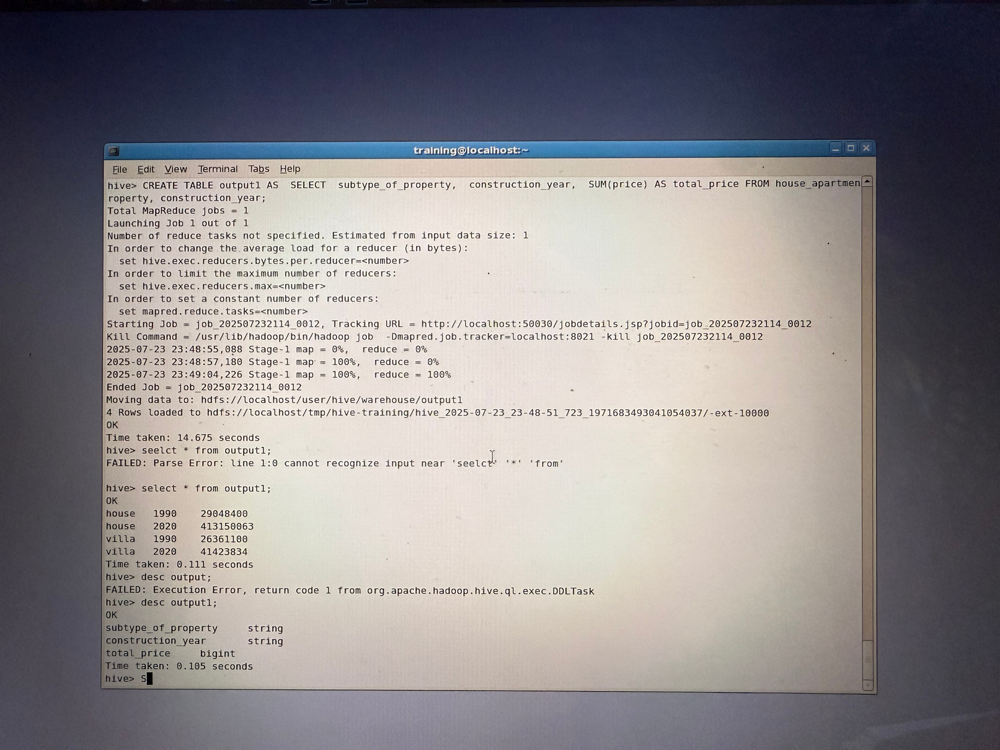 training@localhost:~
File Edit View Terminal Tabs Help
hive> CREATE TABLE output1 AS  SELECT  subtype_of_property,  construction_year,  SUM(price) AS total_price FROM house_apartmen
roperty, construction_year;
Total MapReduce jobs = 1
Launching Job 1 out of 1
Number of reduce tasks not specified. Estimated from input data size: 1
In order to change the average load for a reducer (in bytes):
  set hive.exec.reducers.bytes.per.reducer=<number>
In order to limit the maximum number of reducers:
  set hive.exec.reducers.max=<number>
In order to set a constant number of reducers:
  set mapred.reduce.tasks=<number>
Starting Job = job_202507232114_0012, Tracking URL = http://localhost:50030/jobdetails.jsp?jobid=job_202507232114_0012
Kill Command = /usr/lib/hadoop/bin/hadoop job  -Dmapred.job.tracker=localhost:8021 -kill job_202507232114_0012
2025-07-23 23:48:55,088 Stage-1 map = 0%,  reduce = 0%
2025-07-23 23:48:57,180 Stage-1 map = 100%,  reduce = 0%
2025-07-23 23:49:04,226 Stage-1 map = 100%,  reduce = 100%
Ended Job = job_202507232114_0012
Moving data to: hdfs://localhost/user/hive/warehouse/output1
4 Rows loaded to hdfs://localhost/tmp/hive-training/hive_2025-07-23_23-48-51_723_1971683493041054037/-ext-10000
OK
Time taken: 14.675 seconds
hive> seelct * from output1;
FAILED: Parse Error: line 1:0 cannot recognize input near 'seelct' '*' 'from'
hive> select * from output1;
OK
house   1990    29048400
house   2020    413150063
villa   1990    26361100
villa   2020    41423834
Time taken: 0.111 seconds
hive> desc output;
FAILED: Execution Error, return code 1 from org.apache.hadoop.hive.ql.exec.DDLTask
hive> desc output1;
OK
subtype_of_property     string
construction_year       string
total_price     bigint
Time taken: 0.105 seconds
hive> S